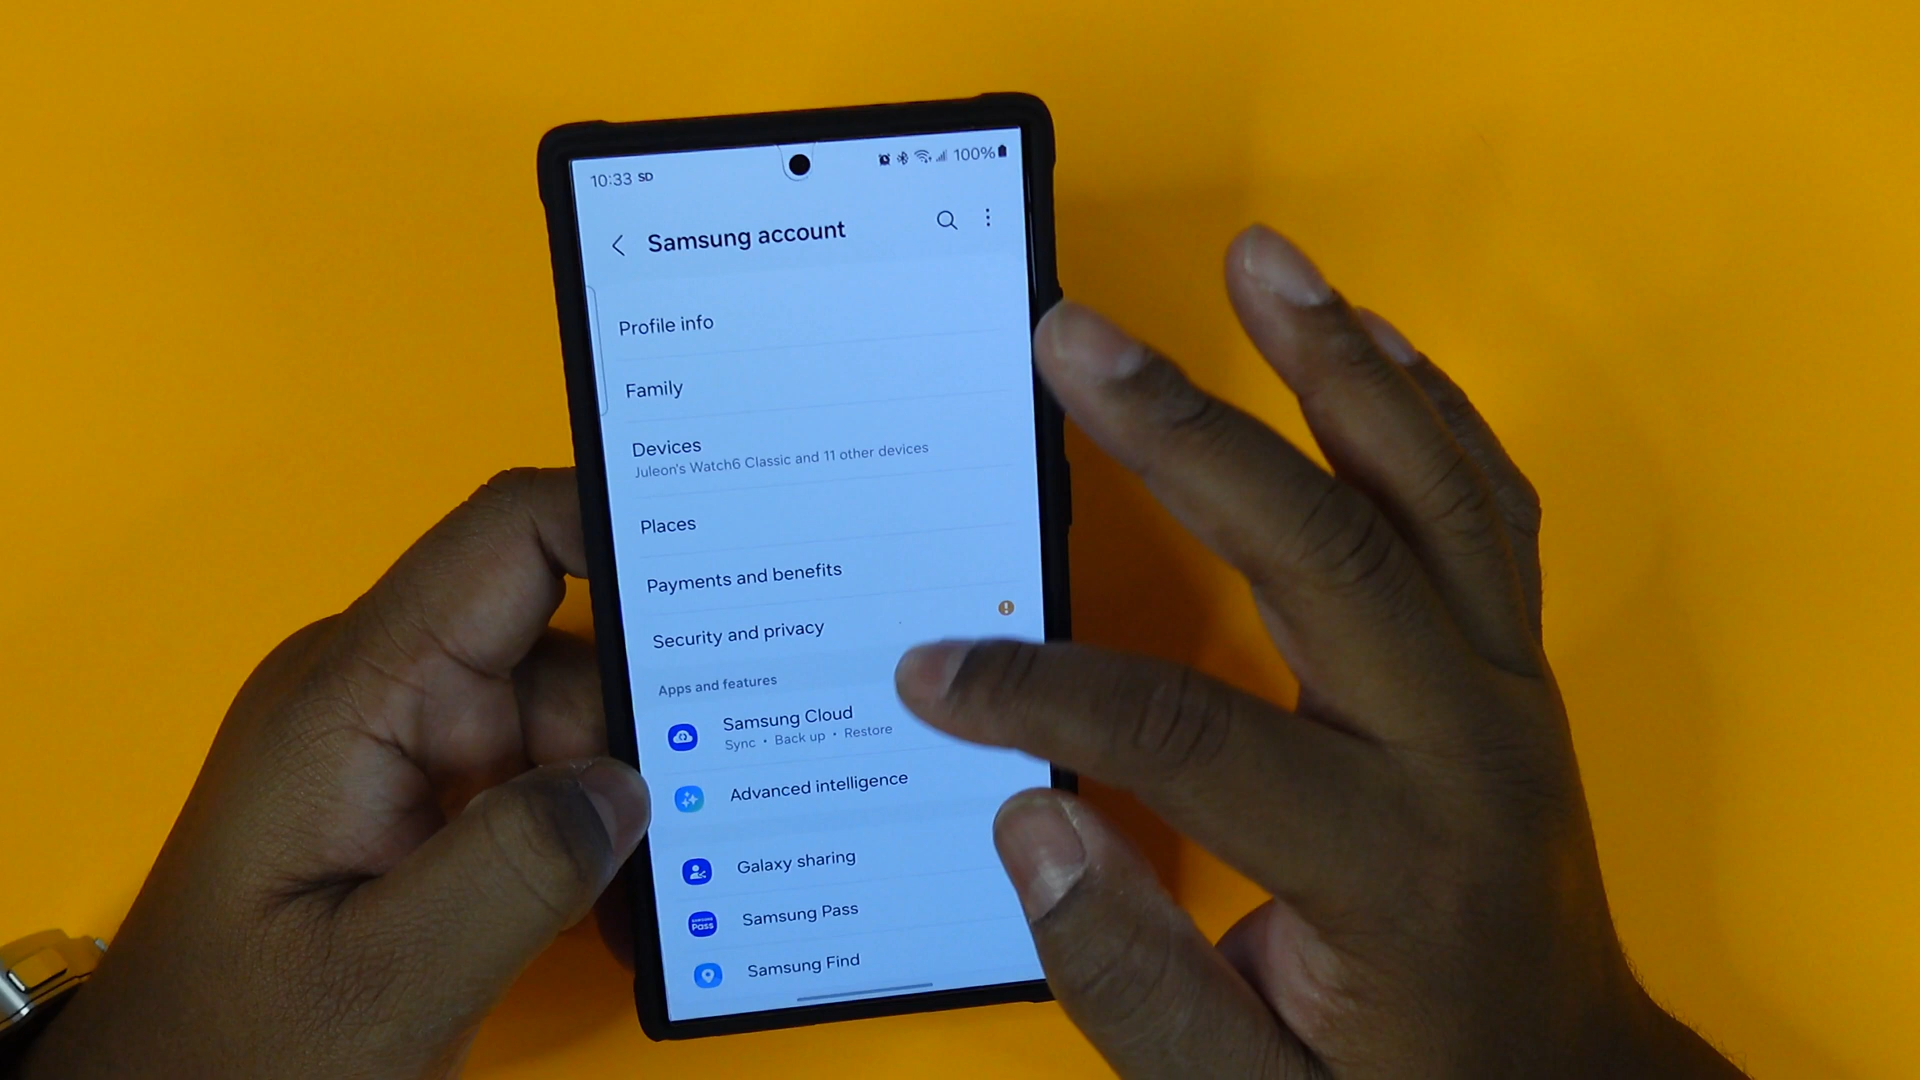 10:33 SD
100%
Samsung account
Profile info
Family
Devices
Juleon's Watch6 Classic and 11 other devices
Places
Payments and benefits
Security and privacy
Apps and features
Samsung Cloud
Sync • Back up • Restore
Advanced intelligence
Galaxy sharing
SAMSUNG
Pass
Samsung Pass
Samsung Find